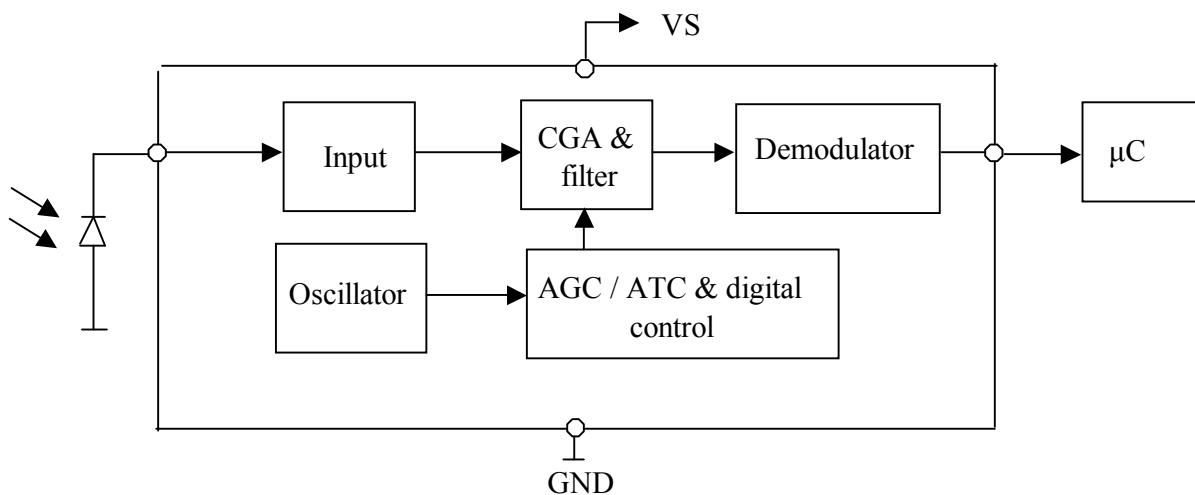 VS
Input
CGA &
filter
Demodulator
μC
Oscillator
AGC / ATC & digital
control
GND